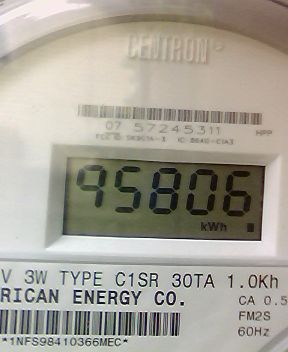 CENTRON
07 57245311 HPP
95806
kWh
V 3W TYPE C1SR 30TA 1.0Kh
RICAN ENERGY CO.
CA 0.5
FM2S
60Hz
*1NFS98410366MEC*